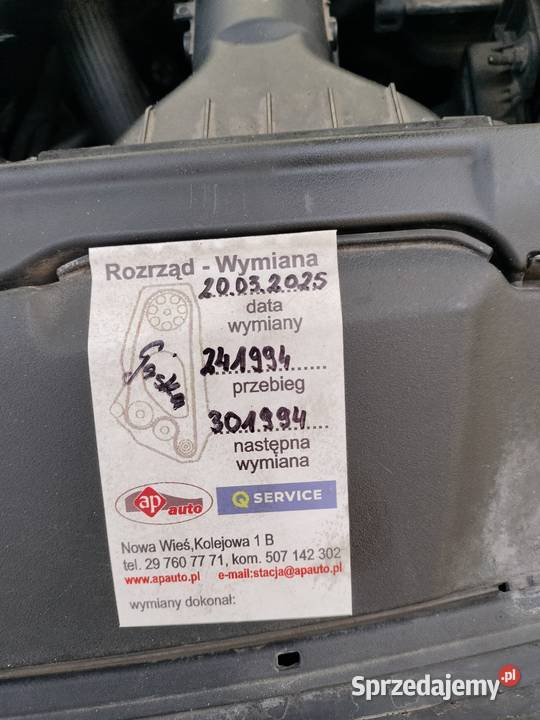 Rozrząd - Wymiana
20.03.2025
data
wymiany
241994
przebieg
301994
następna
wymiana
ap auto
Q SERVICE
Nowa Wieś,Kolejowa 1 B
tel. 29 760 77 71, kom. 507 142 302
www.apauto.pl e-mail:stacja@apauto.pl
wymiany dokonał:
Sprzedajemy.pl